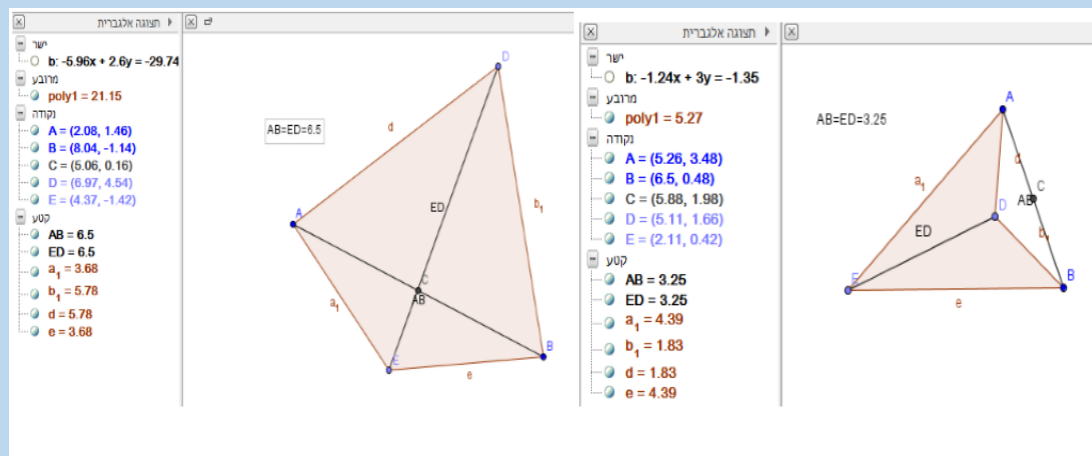 תצוגה אלגברית
ישר
b: -5.96x + 2.6y = -29.74
מרובע
poly1 = 21.15
נקודה
A = (2.08, 1.46)
B = (8.04, -1.14)
C = (5.06, 0.16)
D = (6.97, 4.54)
E = (4.37, -1.42)
קטע
AB = 6.5
ED = 6.5
a₁ = 3.68
b₁ = 5.78
d = 5.78
e = 3.68
AB=ED=6.5
D
d
ED
b₁
A
C
AB
a₁
B
E
e
תצוגה אלגברית
ישר
b: -1.24x + 3y = -1.35
מרובע
poly1 = 5.27
נקודה
A = (5.26, 3.48)
B = (6.5, 0.48)
C = (5.88, 1.98)
D = (5.11, 1.66)
E = (2.11, 0.42)
קטע
AB = 3.25
ED = 3.25
a₁ = 4.39
b₁ = 1.83
d = 1.83
e = 4.39
AB=ED=3.25
A
d
a₁
C
AB
D
ED
b₁
E
B
e